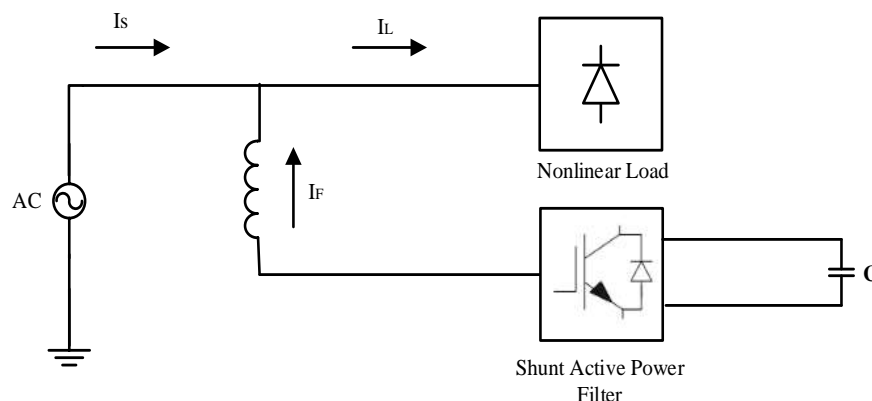 Is
IL
Nonlinear Load
AC
IF
C
Shunt Active Power
Filter